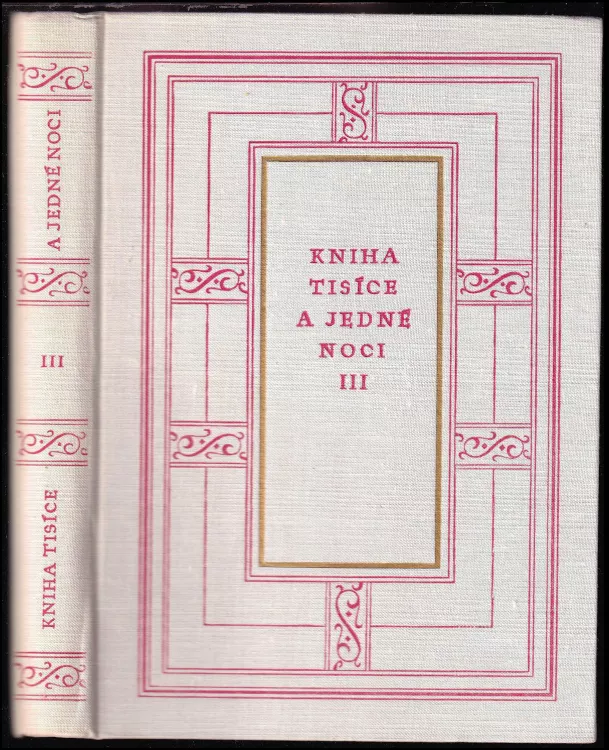 KNIHA
TISÍCE
A JEDNÉ
NOCI
III
KNIHA TISÍCE
III
A JEDNÉ NOCI